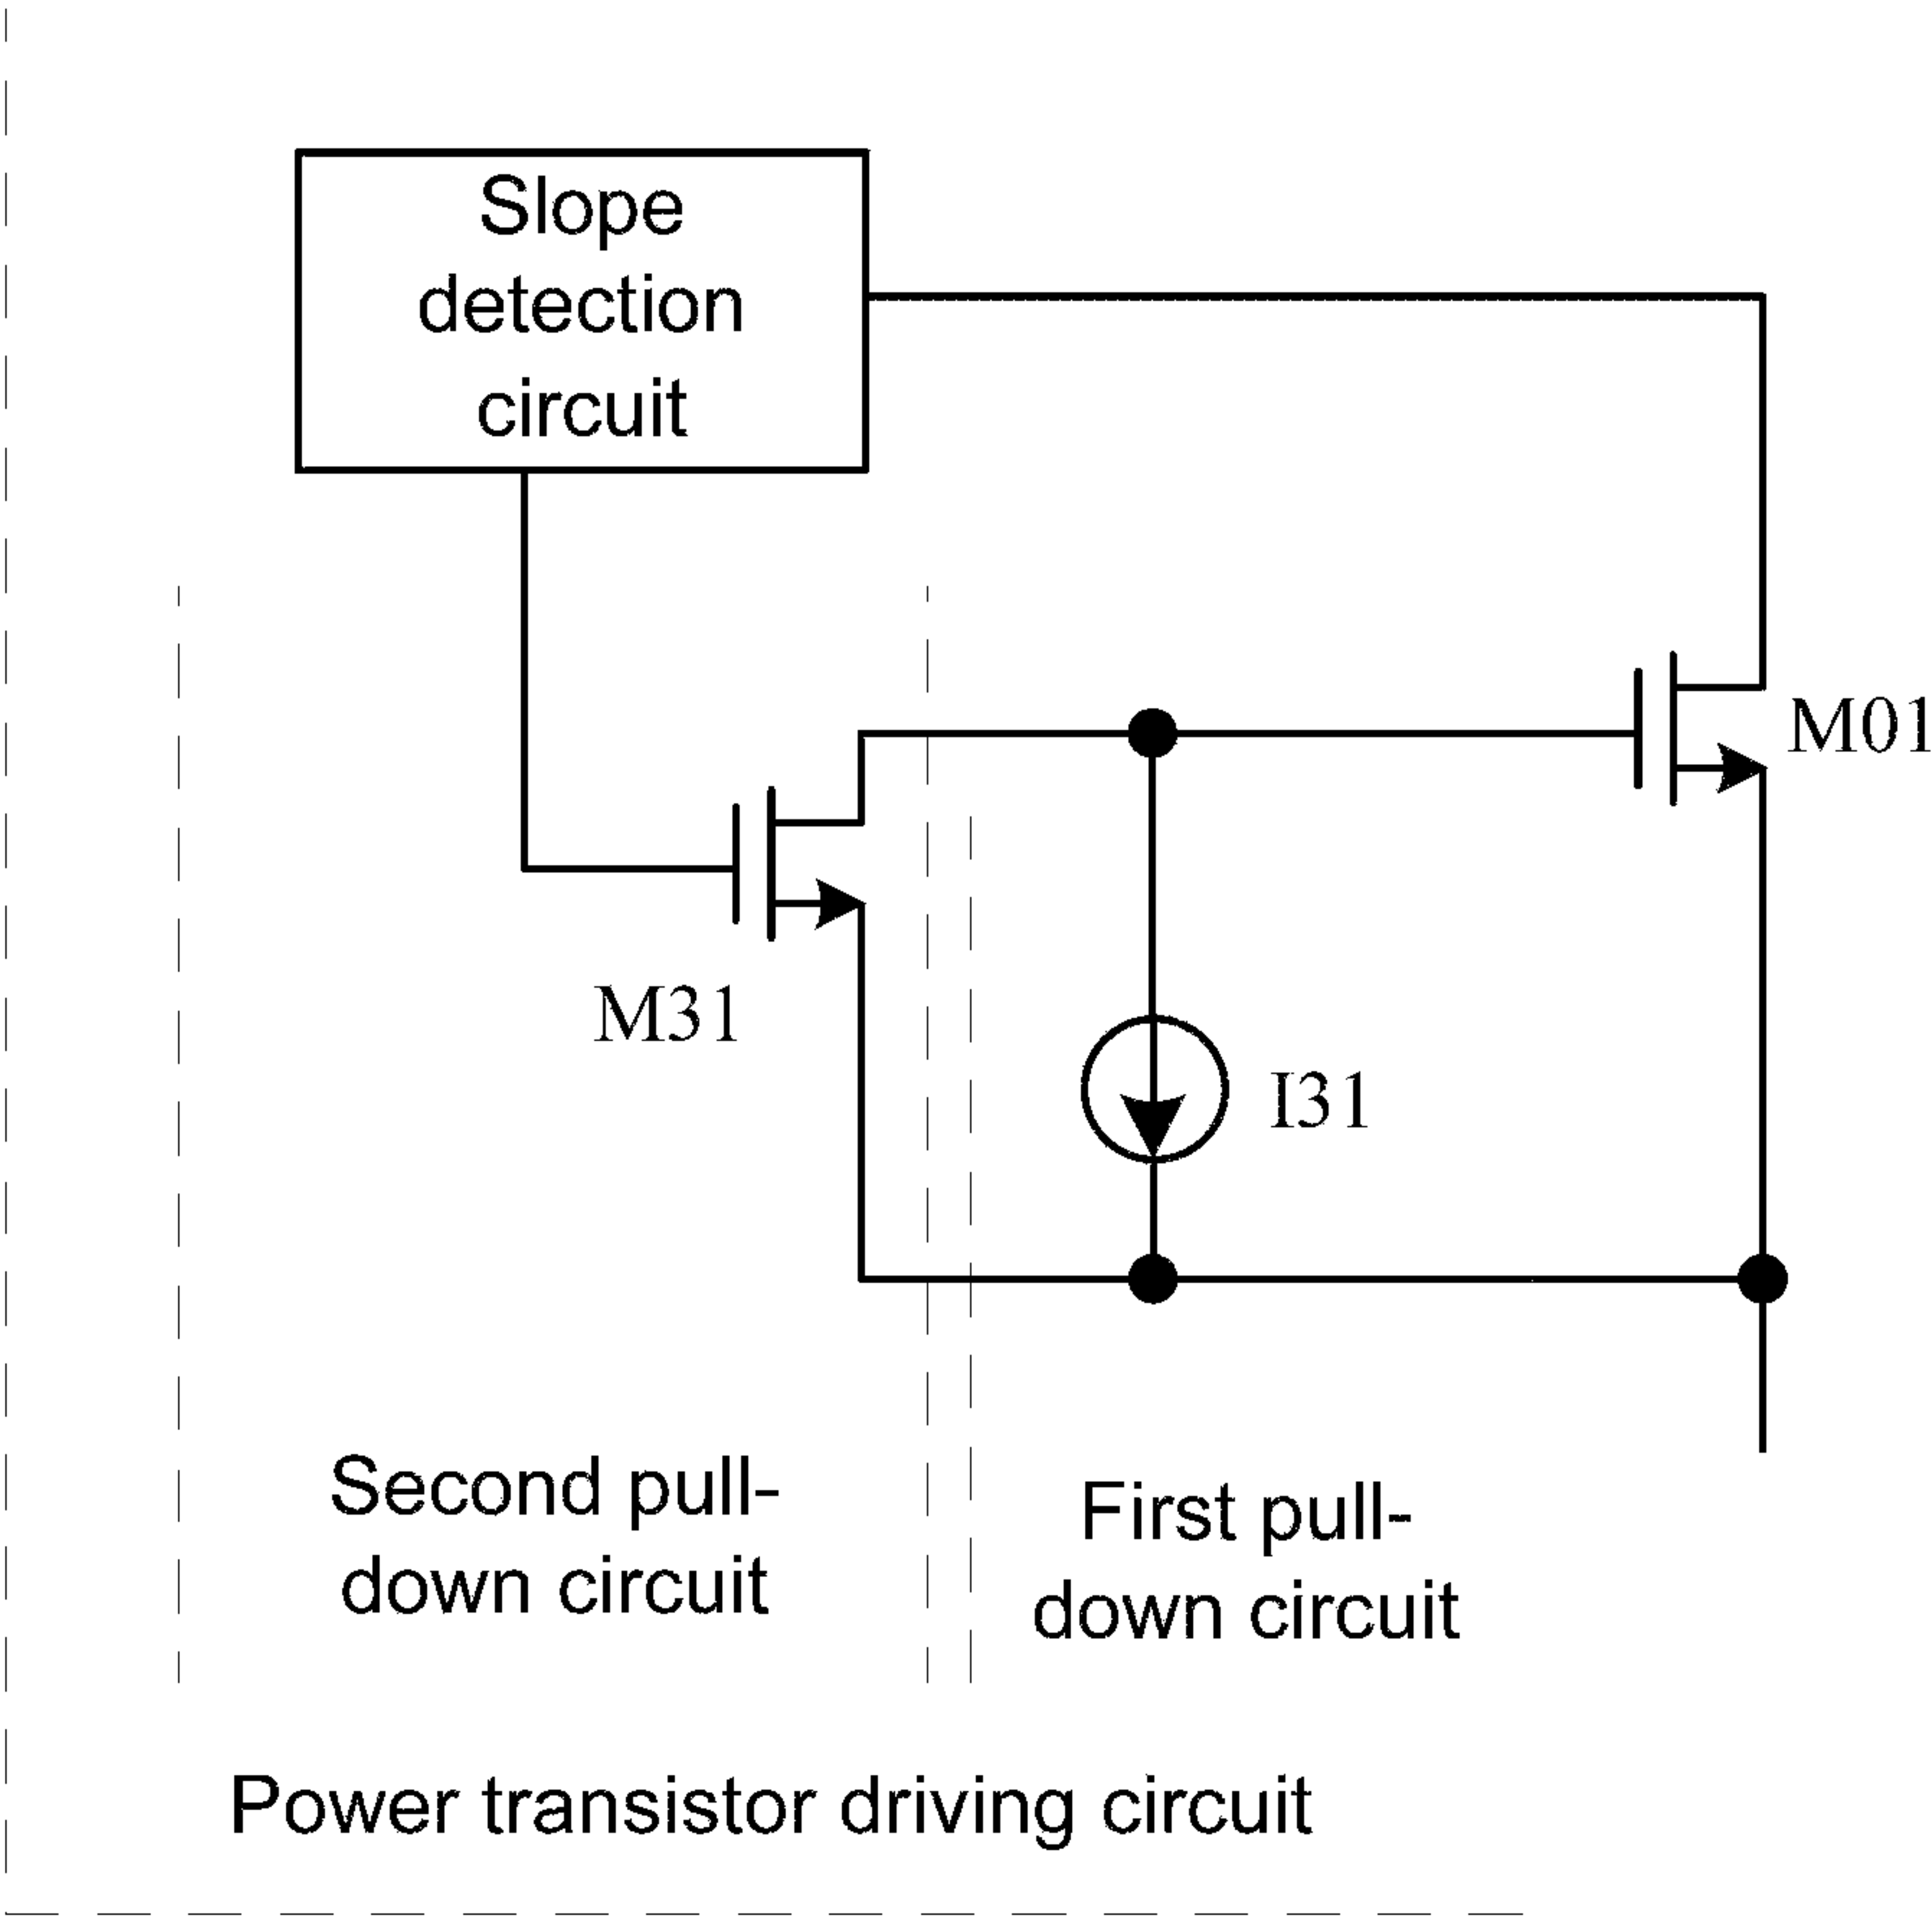 Slope
detection
circuit
M01
M31
I31
Second pull-
down circuit
First pull-
down circuit
Power transistor driving circuit